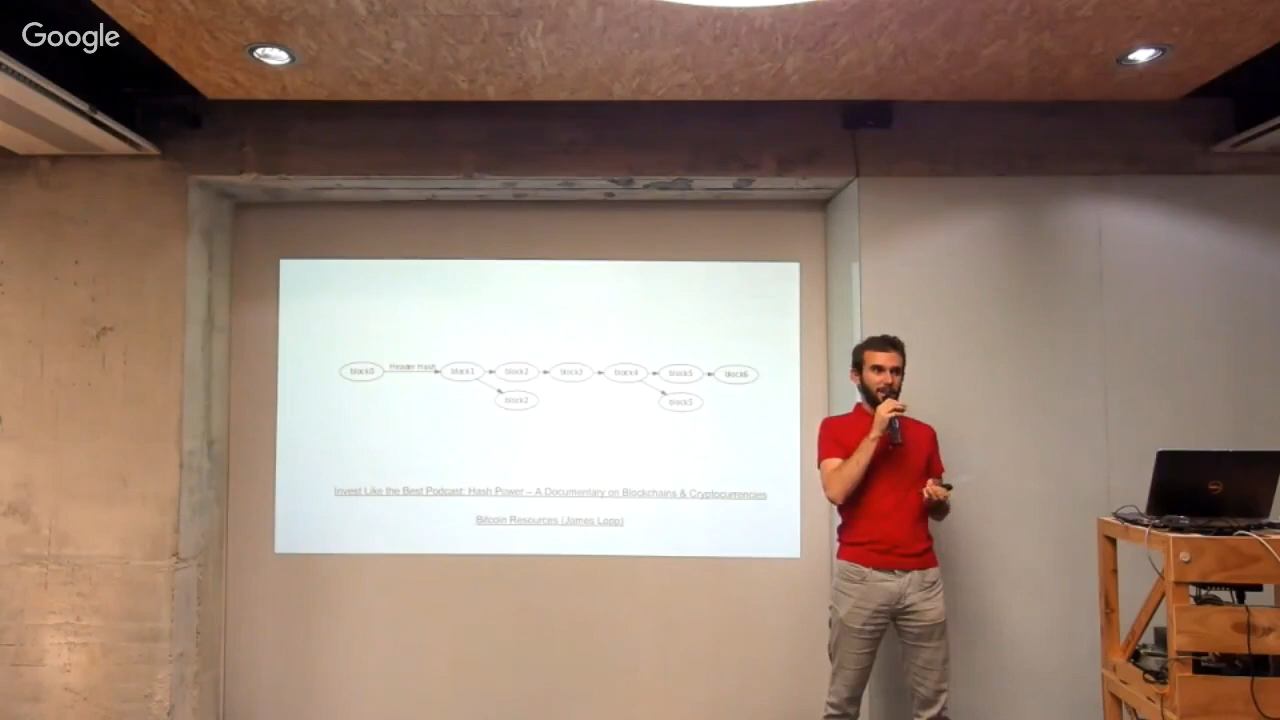 Google
block0 Header Hash block1 block2 block3 block4 block5 block6
block2 block5
Invest Like the Best Podcast: Hash Power – A Documentary on Blockchains & Cryptocurrencies
Bitcoin Resources (James Lopp)